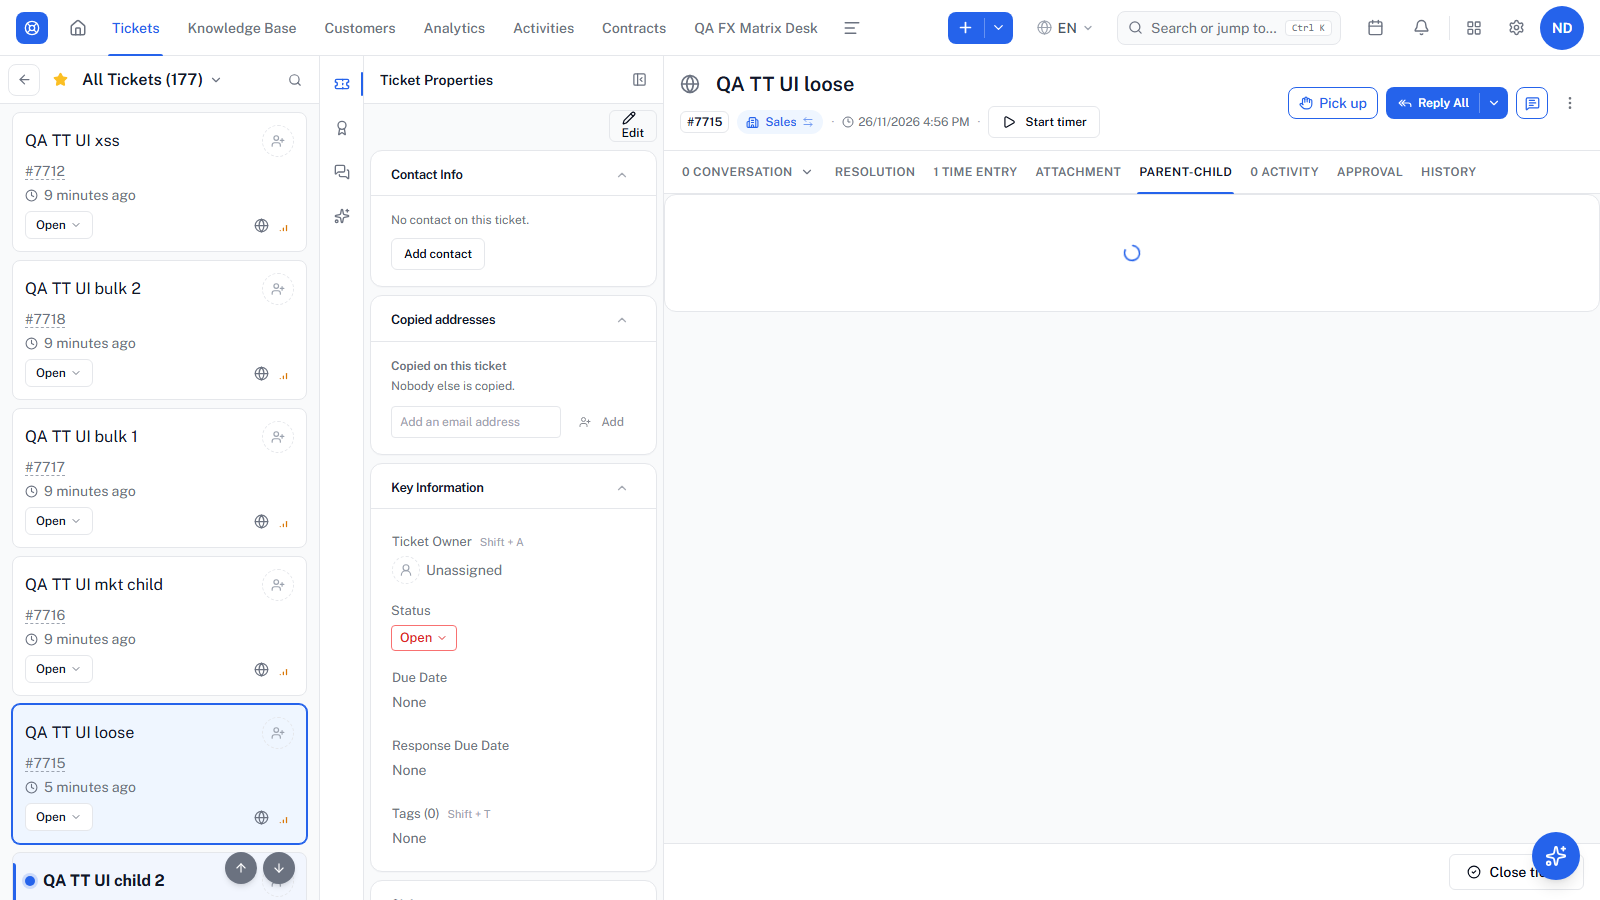 Tickets
Knowledge Base
Customers
Analytics
Activities
Contracts
QA FX Matrix Desk
EN
Search or jump to...
Ctrl K
ND
All Tickets (177)
QA TT UI xss
#7712
9 minutes ago
Open
QA TT UI bulk 2
#7718
9 minutes ago
Open
QA TT UI bulk 1
#7717
9 minutes ago
Open
QA TT UI mkt child
#7716
9 minutes ago
Open
QA TT UI loose
#7715
5 minutes ago
Open
QA TT UI child 2
Ticket Properties
Edit
Contact Info
No contact on this ticket.
Add contact
Copied addresses
Copied on this ticket
Nobody else is copied.
Add an email address
Add
Key Information
Ticket Owner Shift + A
Unassigned
Status
Open
Due Date
None
Response Due Date
None
Tags (0) Shift + T
None
QA TT UI loose
#7715
Sales
· 26/11/2026 4:56 PM ·
Start timer
Pick up
Reply All
0 CONVERSATION
RESOLUTION
1 TIME ENTRY
ATTACHMENT
PARENT-CHILD
0 ACTIVITY
APPROVAL
HISTORY
Close